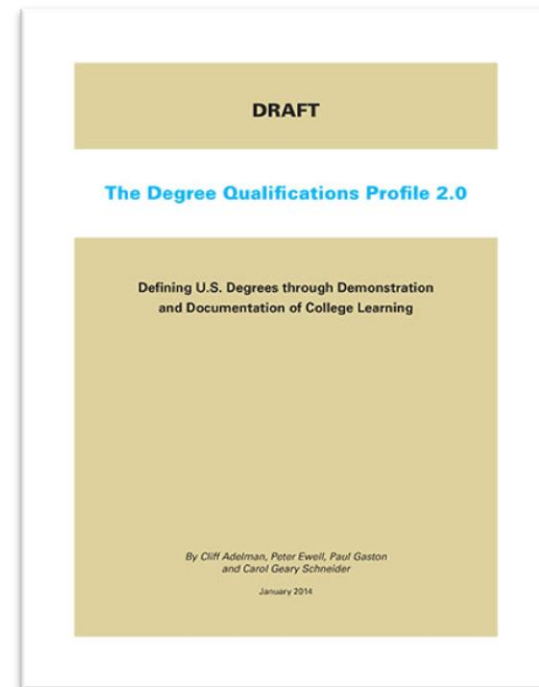 DRAFT
The Degree Qualifications Profile 2.0
Defining U.S. Degrees through Demonstration
and Documentation of College Learning
By Cliff Adelman, Peter Ewell, Paul Gaston
and Carol Geary Schneider
January 2014